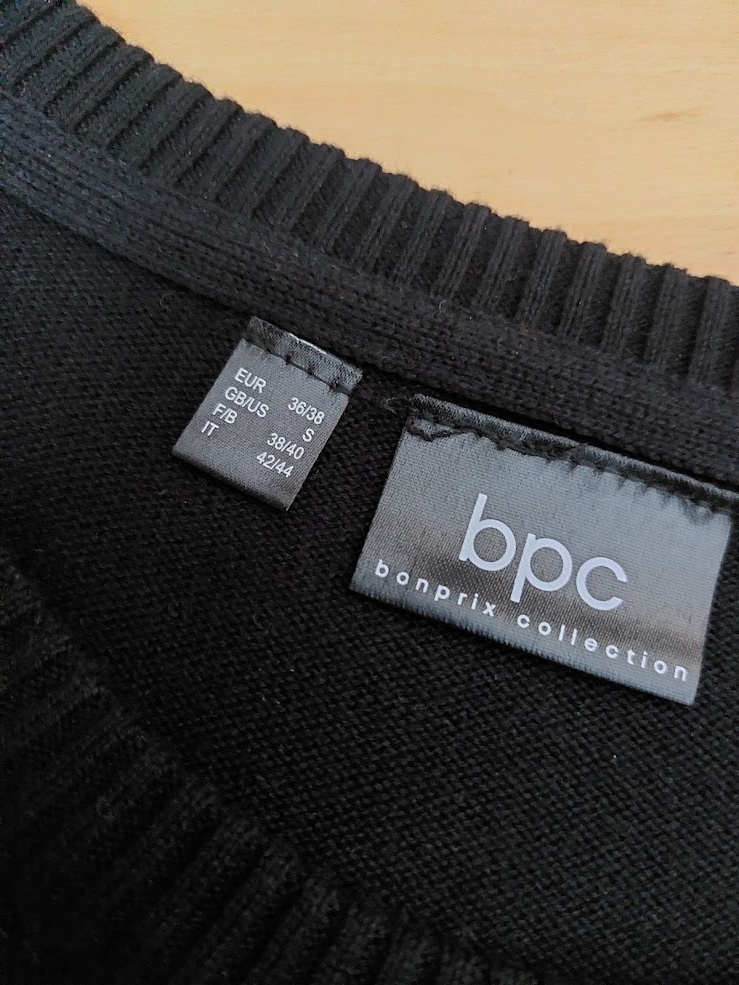 EUR 36/38
GB/US S
F/B 38/40
IT 42/44
bpc
bonprix collection